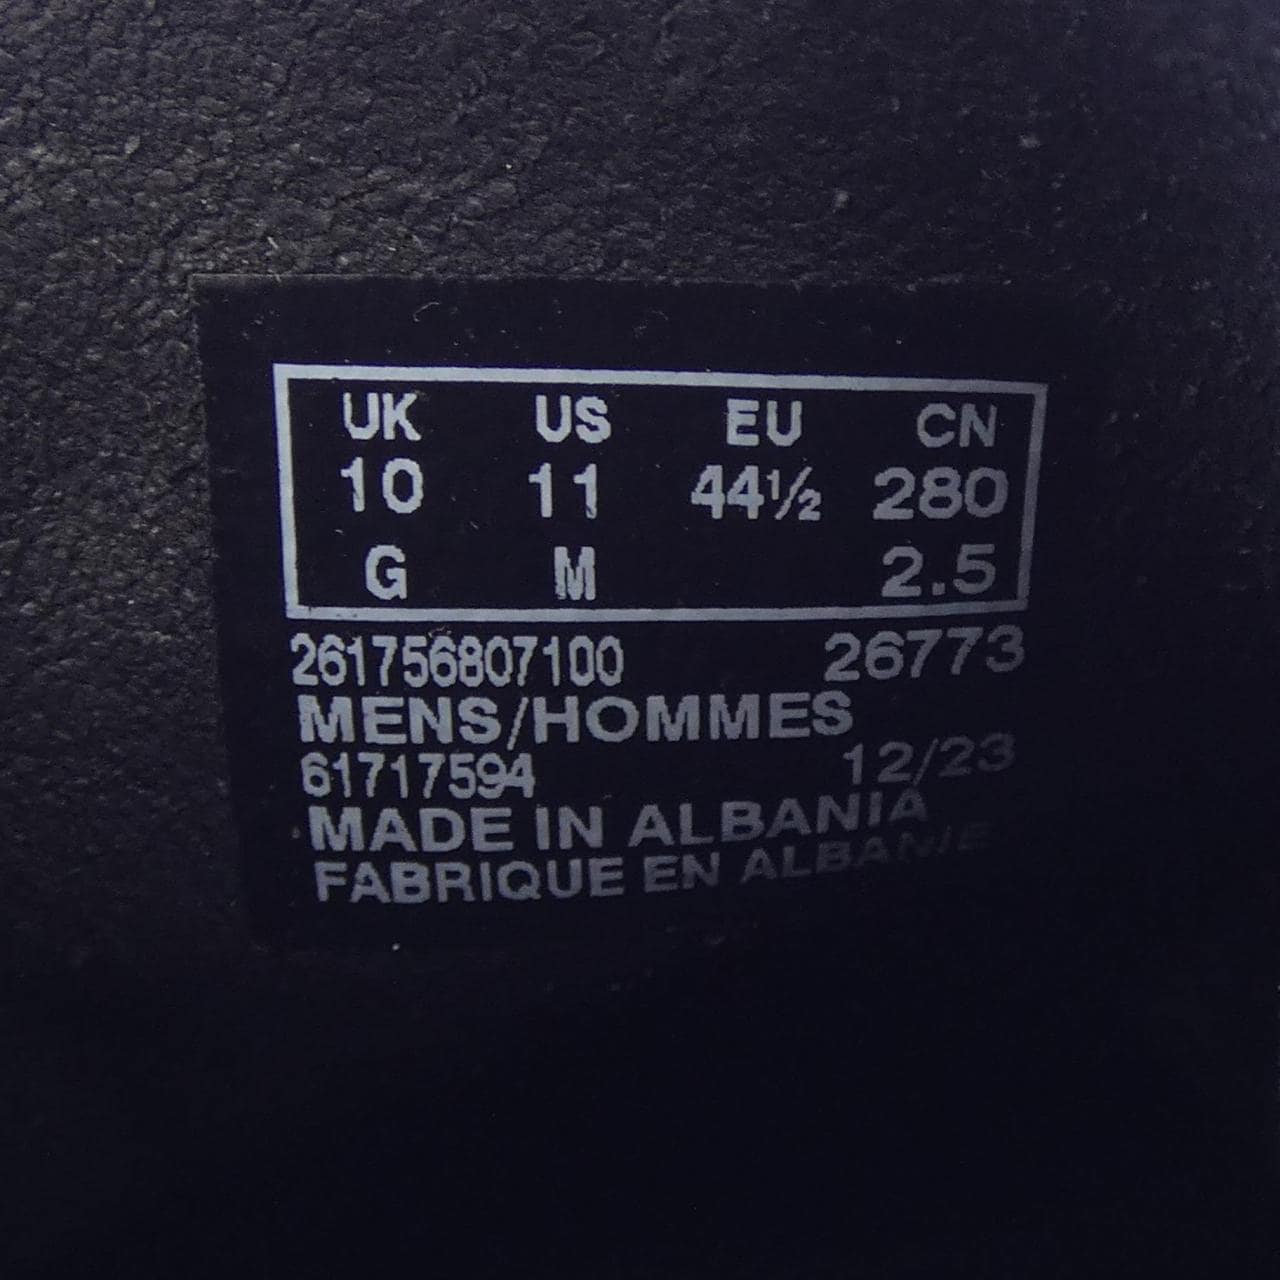 UK US EU CN
10 11 44½ 280
G M 2.5
261756807100 26773
MENS/HOMMES
61717594 12/23
MADE IN ALBANIA
FABRIQUE EN ALBANIE